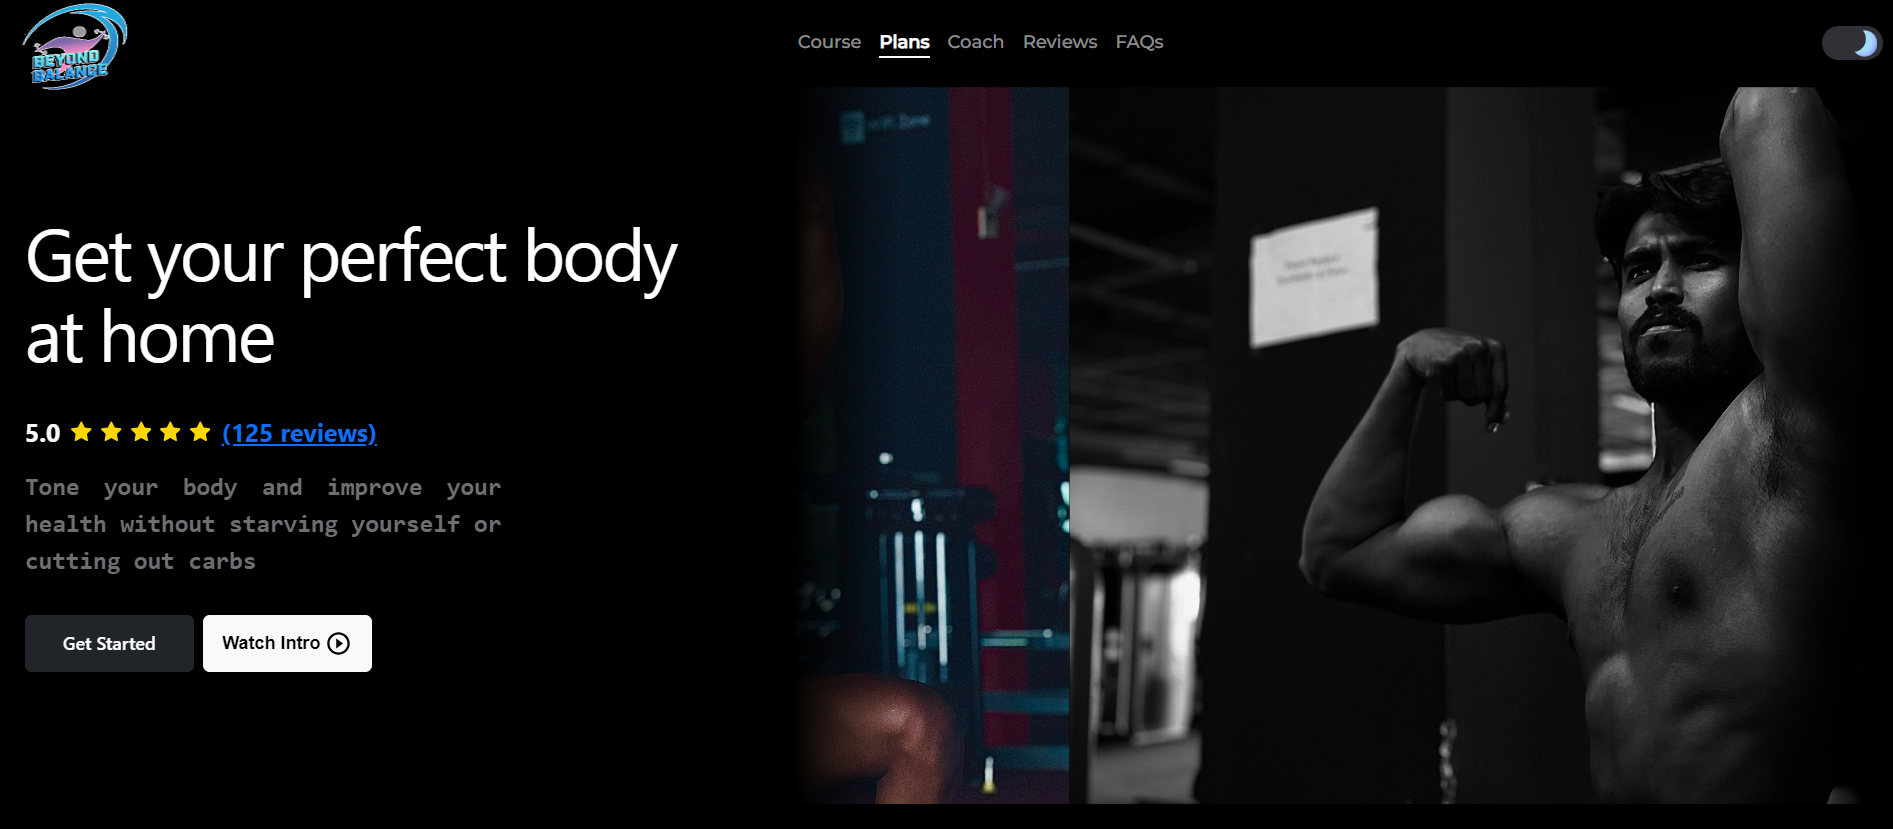 BEYOND
BALANCE
Course Plans Coach Reviews FAQs
Get your perfect body
at home
5.0 (125 reviews)
Tone your body and improve your
health without starving yourself or
cutting out carbs
Get Started
Watch Intro